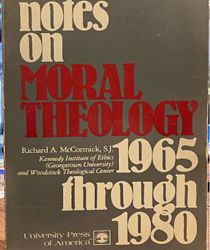 notes
on
MORAL
THEOLOGY
Richard A. McCormick, S.J.
Kennedy Institute of Ethics
(Georgetown University)
and Woodstock Theological Center
1965
through
1980
University Press
of America